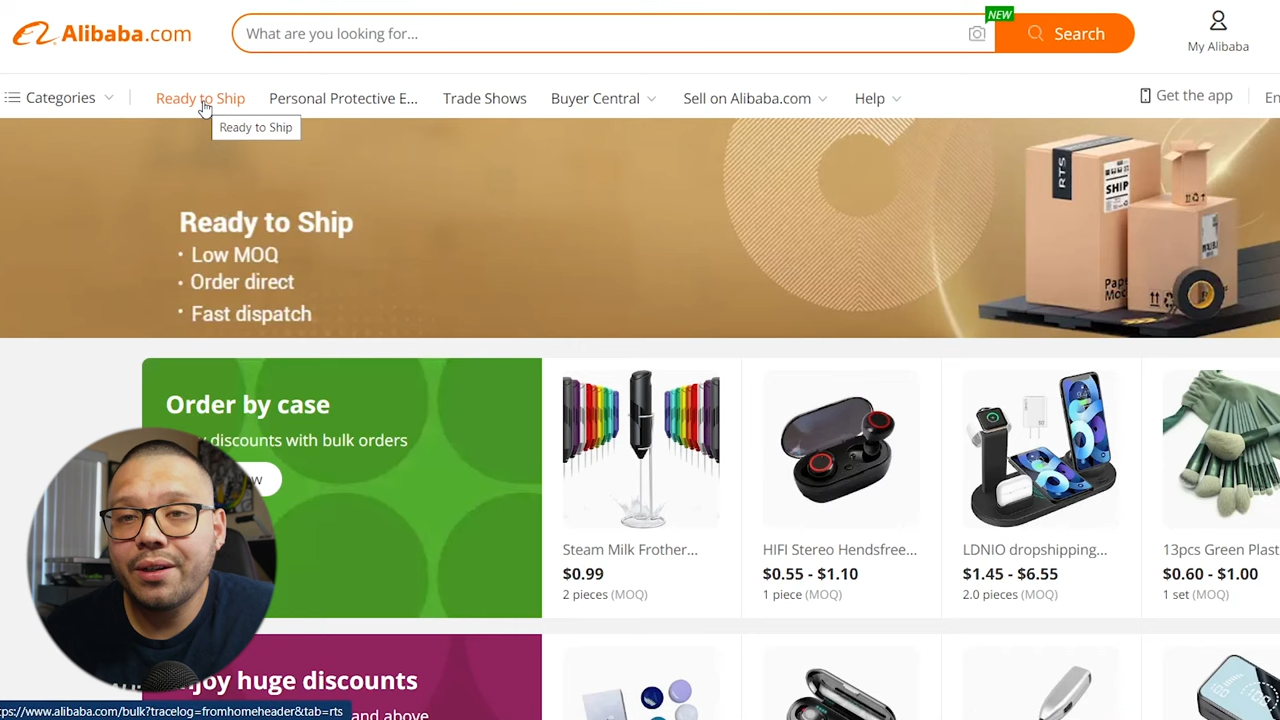 Alibaba.com
What are you looking for...
NEW
Search
My Alibaba
Categories
Ready to Ship
Personal Protective E...
Trade Shows
Buyer Central
Sell on Alibaba.com
Help
Get the app
En
Ready to Ship
Ready to Ship
• Low MOQ
• Order direct
• Fast dispatch
RTS
SHIP
Order by case
discounts with bulk orders
Steam Milk Frother...
$0.99
2 pieces (MOQ)
HIFI Stereo Hendsfree...
$0.55 - $1.10
1 piece (MOQ)
LDNIO dropshipping...
$1.45 - $6.55
2.0 pieces (MOQ)
13pcs Green Plast
$0.60 - $1.00
1 set (MOQ)
njoy huge discounts
and above
tps://www.alibaba.com/bulk?tracelog=fromhomeheader&tab=rts